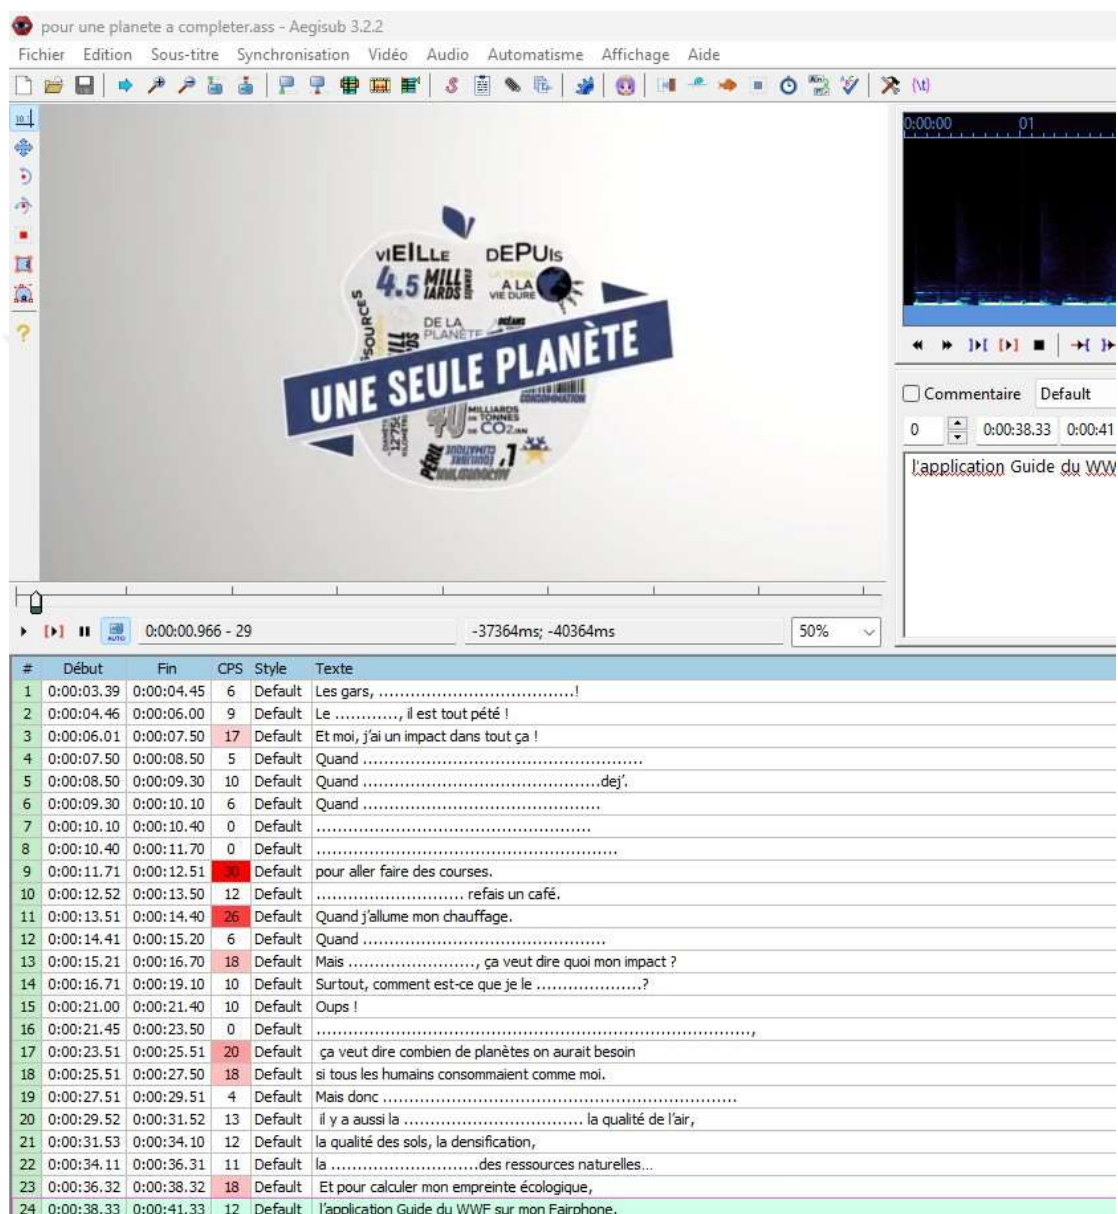 pour une planete a completer.ass - Aegisub 3.2.2
Fichier Edition Sous-titre Synchronisation Vidéo Audio Automatisme Affichage Aide
0:00:00 01
VIEILLE DEPUIS
4.5 MILLIARDS
A LA
VIE DURE
DE LA
PLANÈTE
UNE SEULE PLANÈTE
CONSOMMATION
40 MILLIARDS
DE TONNES
DE CO2/AN
PÉRIL
Commentaire Default
0 0:00:38.33 0:00:41
l'application Guide du WW
AUTO 0:00:00.966 - 29 -37364ms; -40364ms 50%
# Début Fin CPS Style Texte
1 0:00:03.39 0:00:04.45 6 Default Les gars, .....................................!
2 0:00:04.46 0:00:06.00 9 Default Le ............, il est tout pété !
3 0:00:06.01 0:00:07.50 17 Default Et moi, j'ai un impact dans tout ça !
4 0:00:07.50 0:00:08.50 5 Default Quand .....................................................
5 0:00:08.50 0:00:09.30 10 Default Quand .............................................dej'.
6 0:00:09.30 0:00:10.10 6 Default Quand .............................................
7 0:00:10.10 0:00:10.40 0 Default ....................................................
8 0:00:10.40 0:00:11.70 0 Default .........................................................
9 0:00:11.71 0:00:12.51 30 Default pour aller faire des courses.
10 0:00:12.52 0:00:13.50 12 Default ............................ refais un café.
11 0:00:13.51 0:00:14.40 26 Default Quand j'allume mon chauffage.
12 0:00:14.41 0:00:15.20 6 Default Quand ..............................................
13 0:00:15.21 0:00:16.70 18 Default Mais ........................, ça veut dire quoi mon impact ?
14 0:00:16.71 0:00:19.10 10 Default Surtout, comment est-ce que je le ....................?
15 0:00:21.00 0:00:21.40 10 Default Oups !
16 0:00:21.45 0:00:23.50 0 Default ..................................................................................,
17 0:00:23.51 0:00:25.51 20 Default ça veut dire combien de planètes on aurait besoin
18 0:00:25.51 0:00:27.50 18 Default si tous les humains consommaient comme moi.
19 0:00:27.51 0:00:29.51 4 Default Mais donc ...................................................................
20 0:00:29.52 0:00:31.52 13 Default il y a aussi la .................................. la qualité de l'air,
21 0:00:31.53 0:00:34.10 12 Default la qualité des sols, la densification,
22 0:00:34.11 0:00:36.31 11 Default la ............................des ressources naturelles...
23 0:00:36.32 0:00:38.32 18 Default Et pour calculer mon empreinte écologique,
24 0:00:38.33 0:00:41.33 12 Default l'application Guide du WWF sur mon Fairphone.